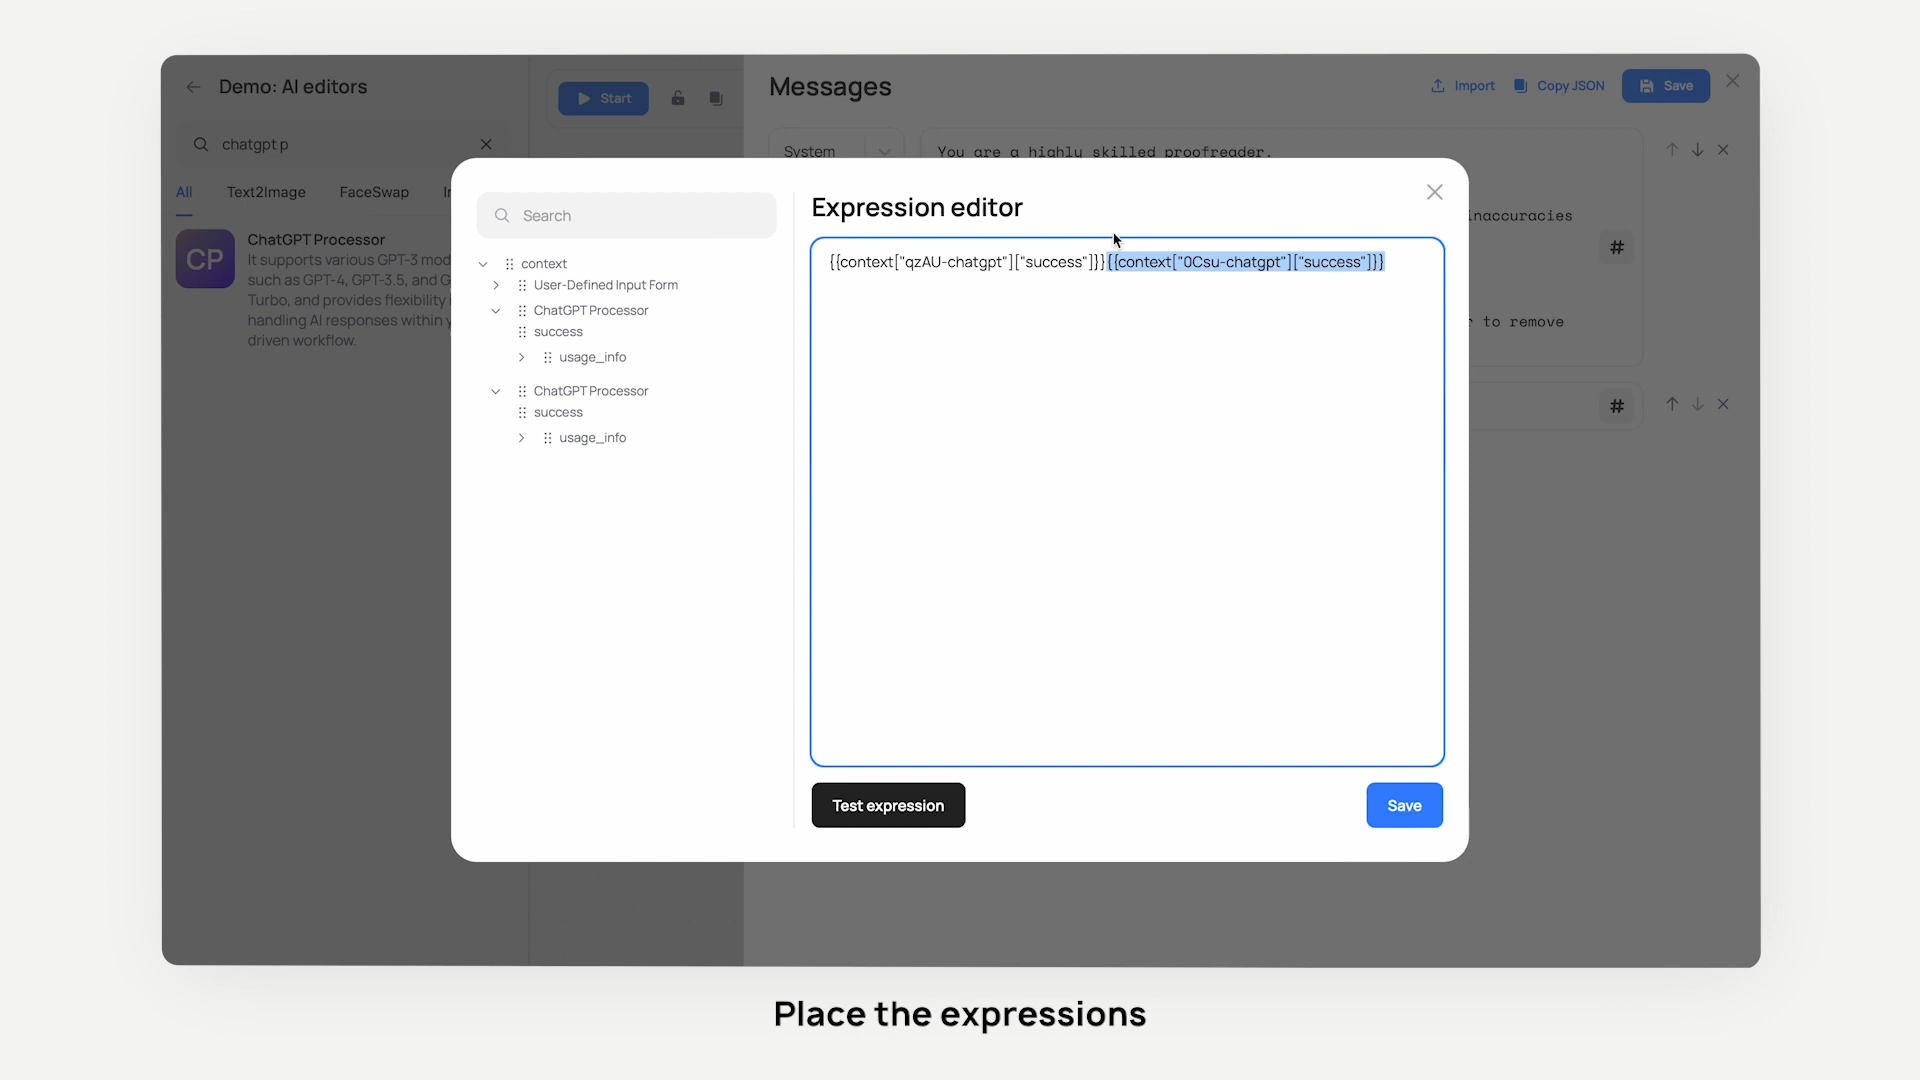 Demo: AI editors
chatgpt p
All Text2Image FaceSwap
CP
ChatGPT Processor
It supports various GPT-3
such as GPT-4, GPT-3.5, and
Turbo, and provides flexibility
handling AI responses within
driven workflow.
Start
Messages
Import Copy JSON Save
System
You are a highly skilled proofreader.
inaccuracies
#
to remove
#
Search
context
User-Defined Input Form
ChatGPT Processor
success
usage_info
ChatGPT Processor
success
usage_info
Expression editor
{{context["qzAU-chatgpt"]["success"]}}{{context["0Csu-chatgpt"]["success"]}}
Test expression
Save
Place the expressions